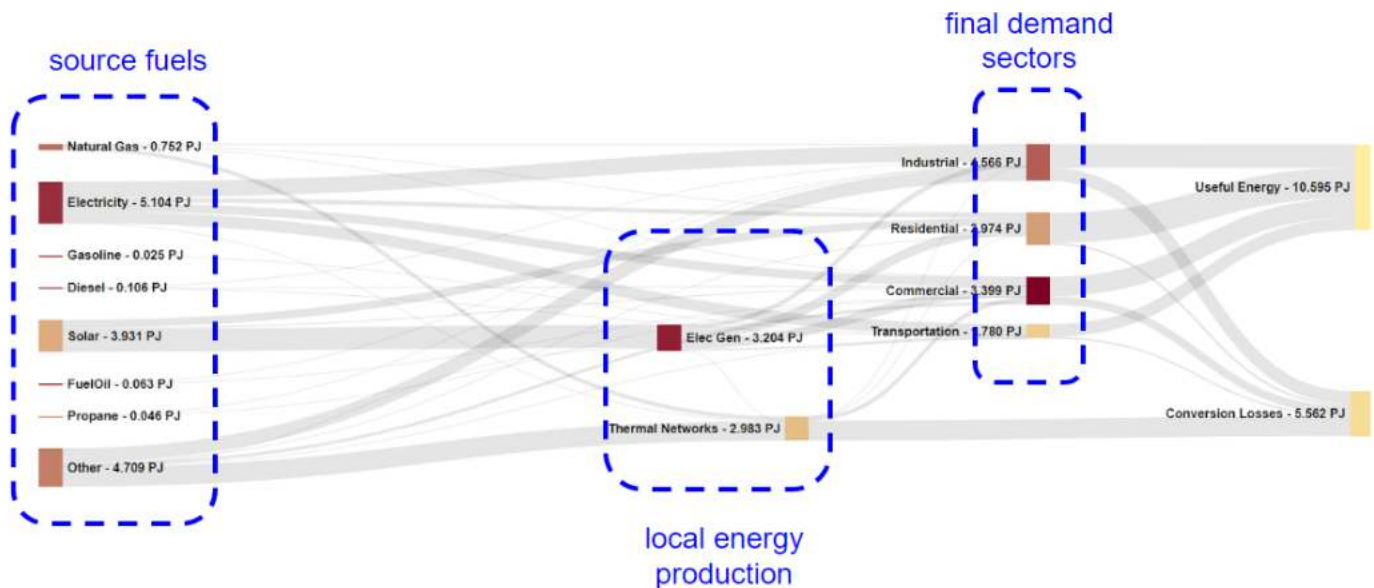 source fuels
final demand
sectors
Natural Gas - 0.752 PJ
Electricity - 5.104 PJ
Gasoline - 0.025 PJ
Diesel - 0.106 PJ
Solar - 3.931 PJ
FuelOil - 0.063 PJ
Propane - 0.046 PJ
Other - 4.709 PJ
Elec Gen - 3.204 PJ
Thermal Networks - 2.983 PJ
local energy
production
Industrial - 4.566 PJ
Residential - 3.974 PJ
Commercial - 3.399 PJ
Transportation - 1.780 PJ
Useful Energy - 10.595 PJ
Conversion Losses - 5.562 PJ